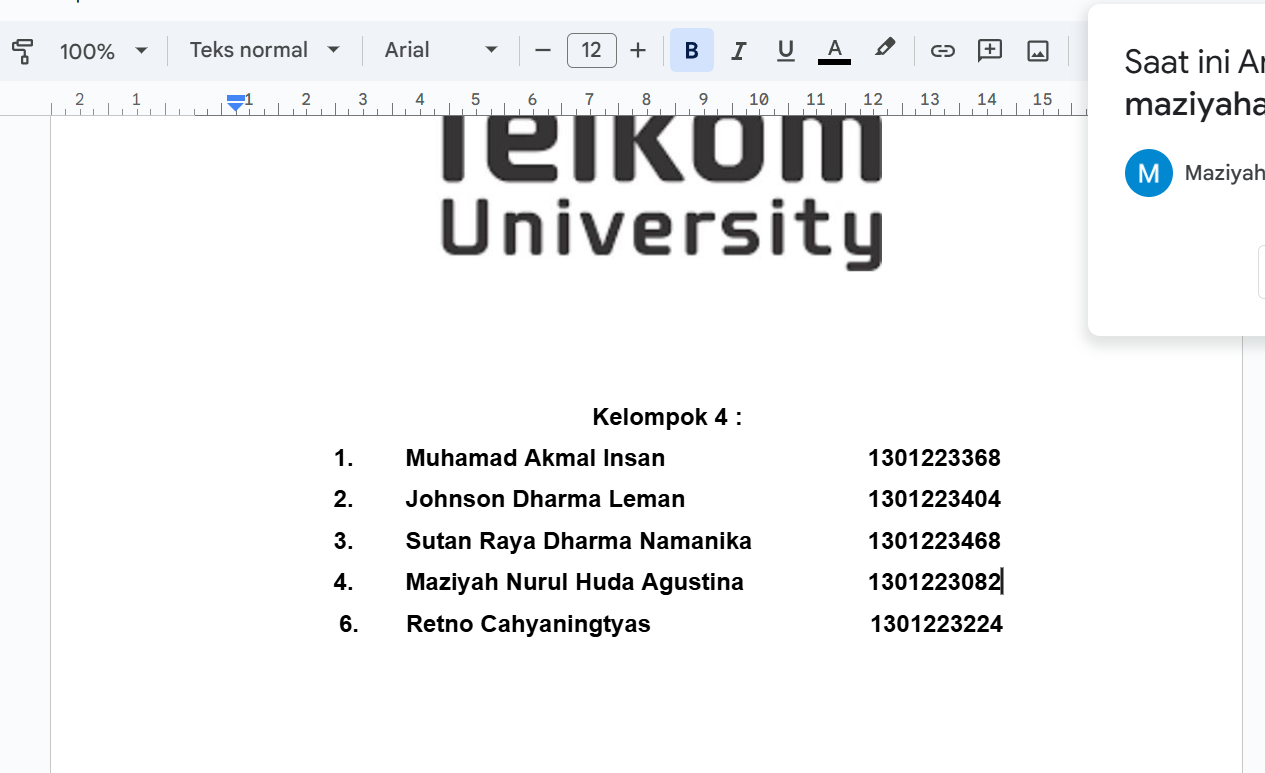 100% Teks normal Arial 12 B I U A
Saat ini
maziyaha
2 1 1 2 3 4 5 6 7 8 9 10 11 12 13 14 15
M Maziyah
Telkom
University
Kelompok 4 :
1. Muhamad Akmal Insan 1301223368
2. Johnson Dharma Leman 1301223404
3. Sutan Raya Dharma Namanika 1301223468
4. Maziyah Nurul Huda Agustina 1301223082
6. Retno Cahyaningtyas 1301223224